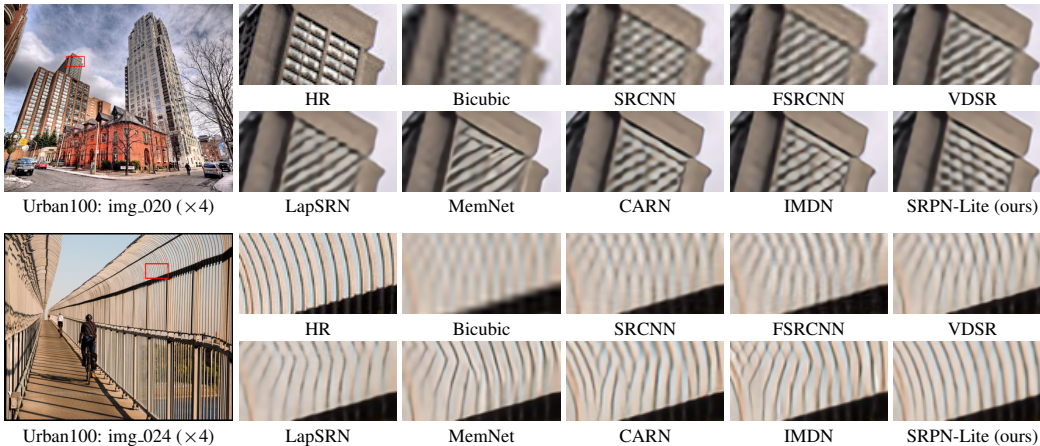 HR Bicubic SRCNN FSRCNN VDSR
Urban100: img_020 (×4) LapSRN MemNet CARN IMDN SRPN-Lite (ours)
HR Bicubic SRCNN FSRCNN VDSR
Urban100: img_024 (×4) LapSRN MemNet CARN IMDN SRPN-Lite (ours)